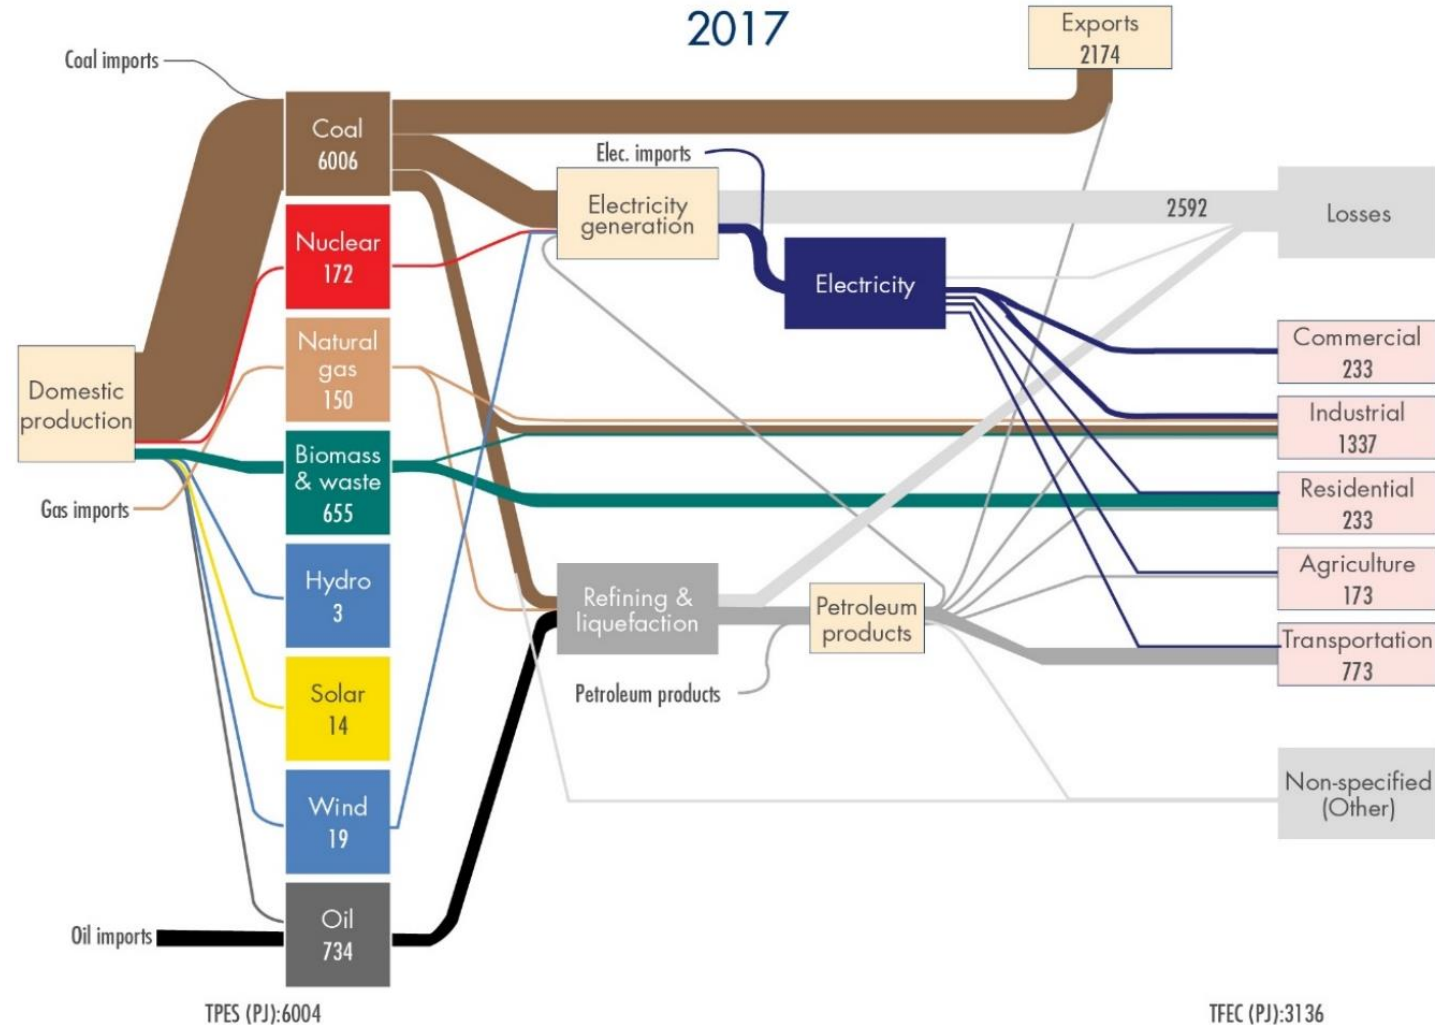 2017
Exports
2174
Coal imports
Coal
6006
Elec. imports
Electricity
generation
2592
Losses
Nuclear
172
Electricity
Natural
gas
150
Commercial
233
Domestic
production
Industrial
1337
Biomass
& waste
655
Residential
233
Gas imports
Hydro
3
Refining &
liquefaction
Petroleum
products
Agriculture
173
Transportation
773
Petroleum products
Solar
14
Wind
19
Non-specified
(Other)
Oil
734
Oil imports
TPES (PJ):6004
TFEC (PJ):3136